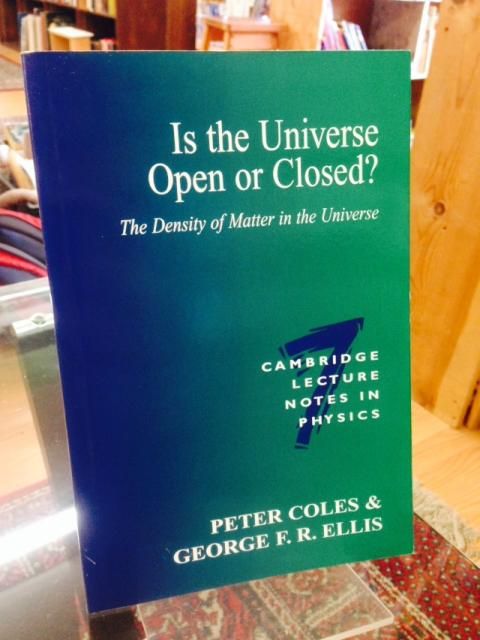 Is the Universe
Open or Closed?
The Density of Matter in the Universe
7
CAMBRIDGE
LECTURE
NOTES IN
PHYSICS
PETER COLES &
GEORGE F. R. ELLIS